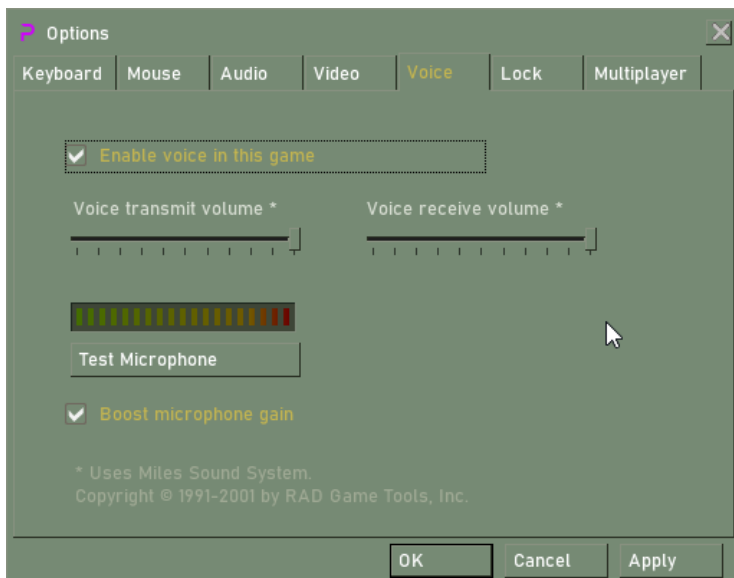 Options
Keyboard Mouse Audio Video Voice Lock Multiplayer
Enable voice in this game
Voice transmit volume * Voice receive volume *
Test Microphone
Boost microphone gain
* Uses Miles Sound System.
Copyright © 1991-2001 by RAD Game Tools, Inc.
OK Cancel Apply